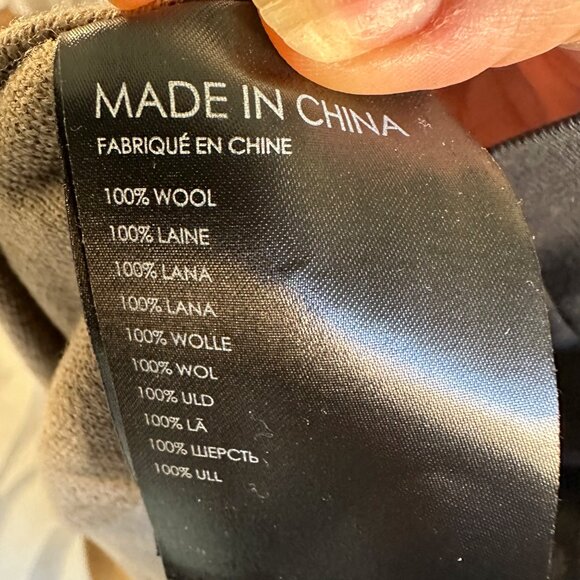 MADE IN CHINA
FABRIQUÉ EN CHINE
100% WOOL
100% LAINE
100% LANA
100% LANA
100% WOLLE
100% WOL
100% ULD
100% LÃ
100% ШЕРСТЬ
100% ULL